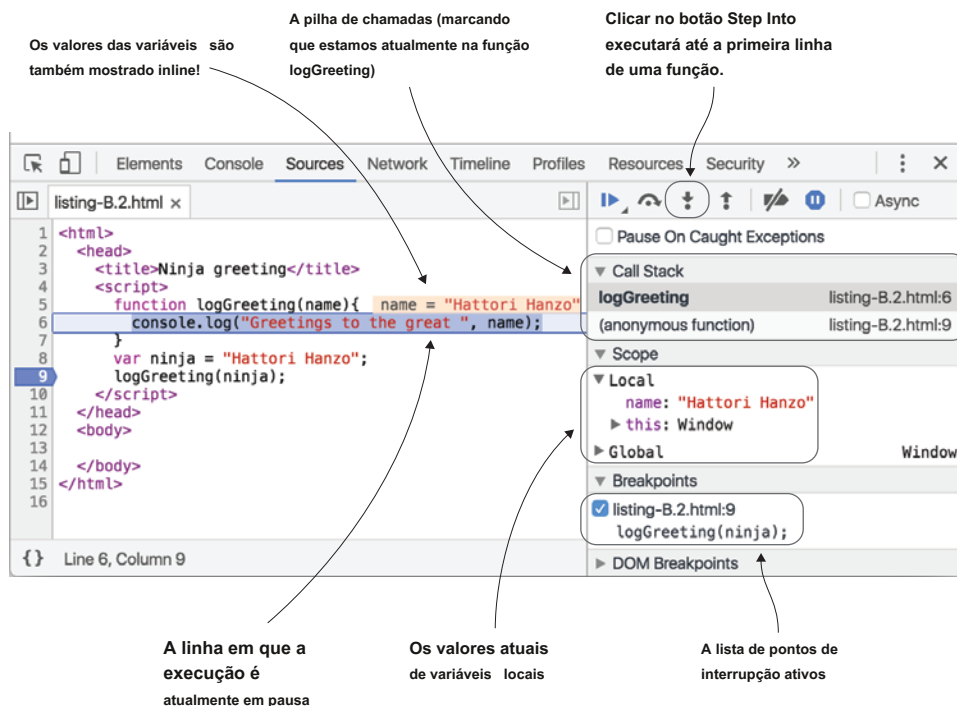 Os valores das variáveis são
também mostrado inline!
A pilha de chamadas (marcando
que estamos atualmente na função
logGreeting)
Clicar no botão Step Into
executará até a primeira linha
de uma função.
Elements Console Sources Network Timeline Profiles Resources Security »
listing-B.2.html ×
Async
1 <html>
2 <head>
3 <title>Ninja greeting</title>
4 <script>
5 function logGreeting(name){ name = "Hattori Hanzo"
6 console.log("Greetings to the great ", name);
7 }
8 var ninja = "Hattori Hanzo";
9 logGreeting(ninja);
10 </script>
11 </head>
12 <body>
13
14 </body>
15 </html>
16
{} Line 6, Column 9
Pause On Caught Exceptions
Call Stack
logGreeting listing-B.2.html:6
(anonymous function) listing-B.2.html:9
Scope
Local
name: "Hattori Hanzo"
this: Window
Global Window
Breakpoints
listing-B.2.html:9
logGreeting(ninja);
DOM Breakpoints
A linha em que a
execução é
atualmente em pausa
Os valores atuais
de variáveis locais
A lista de pontos de
interrupção ativos